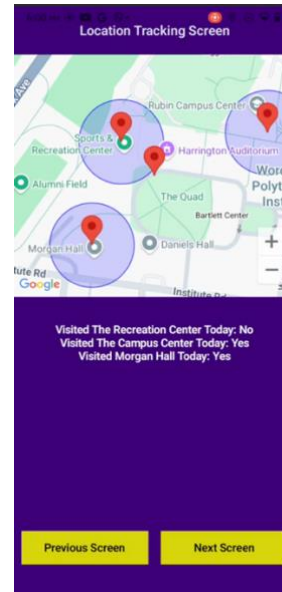 Location Tracking Screen
Rubin Campus Center
Sports &
Recreation Center
Harrington Auditorium
Alumni Field
The Quad
Bartlett Center
Morgan Hall
Daniels Hall
Google
Visited The Recreation Center Today: No
Visited The Campus Center Today: Yes
Visited Morgan Hall Today: Yes
Previous Screen
Next Screen